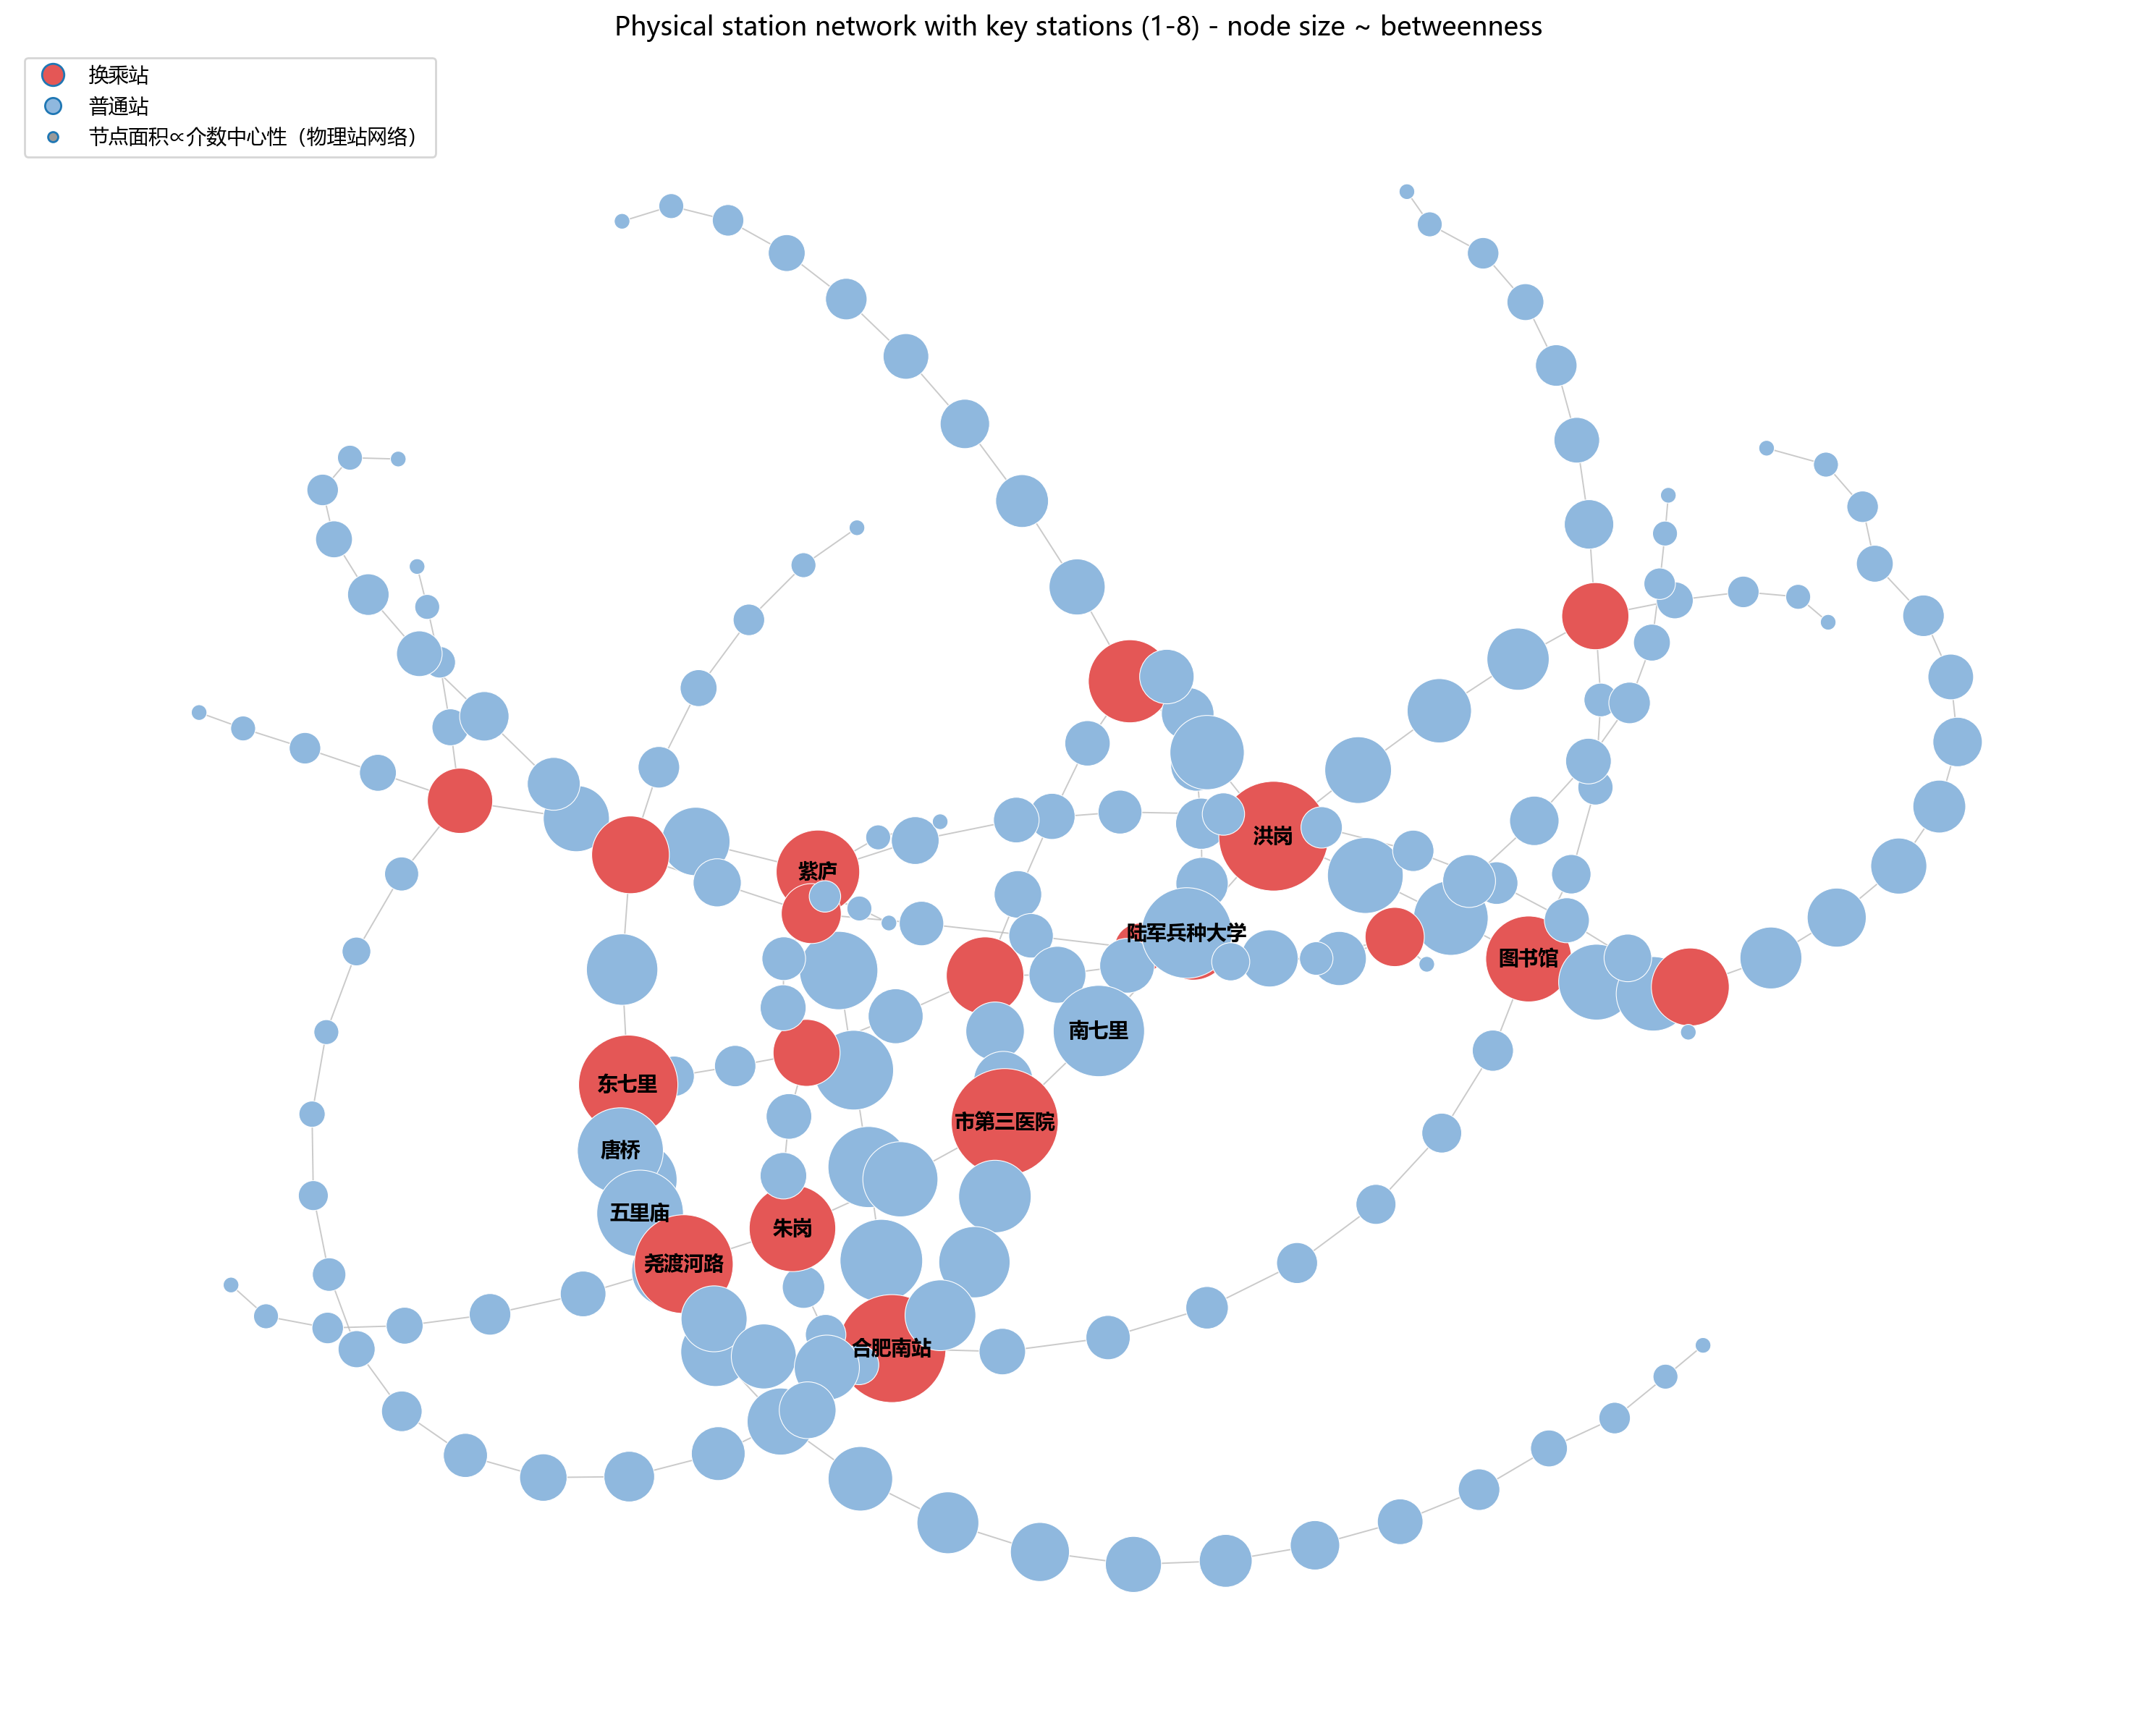 Physical station network with key stations (1-8) - node size ~ betweenness
换乘站
普通站
节点面积∝介数中心性（物理站网络）
洪岗
紫庐
陆军兵种大学
图书馆
南七里
东七里
市第三医院
唐桥
五里庙
朱岗
尧渡河路
合肥南站